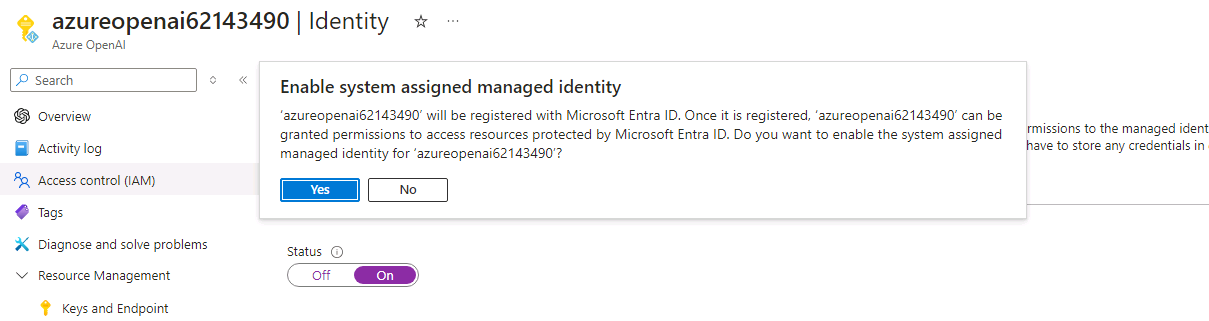 azureopenai62143490 | Identity
Azure OpenAI
Search
Overview
Activity log
Access control (IAM)
Tags
Diagnose and solve problems
Resource Management
Keys and Endpoint
Enable system assigned managed identity
‘azureopenai62143490’ will be registered with Microsoft Entra ID. Once it is registered, ‘azureopenai62143490’ can be
granted permissions to access resources protected by Microsoft Entra ID. Do you want to enable the system assigned
managed identity for ‘azureopenai62143490’?
Yes No
rmissions to the managed identi
have to store any credentials in
Status
Off On